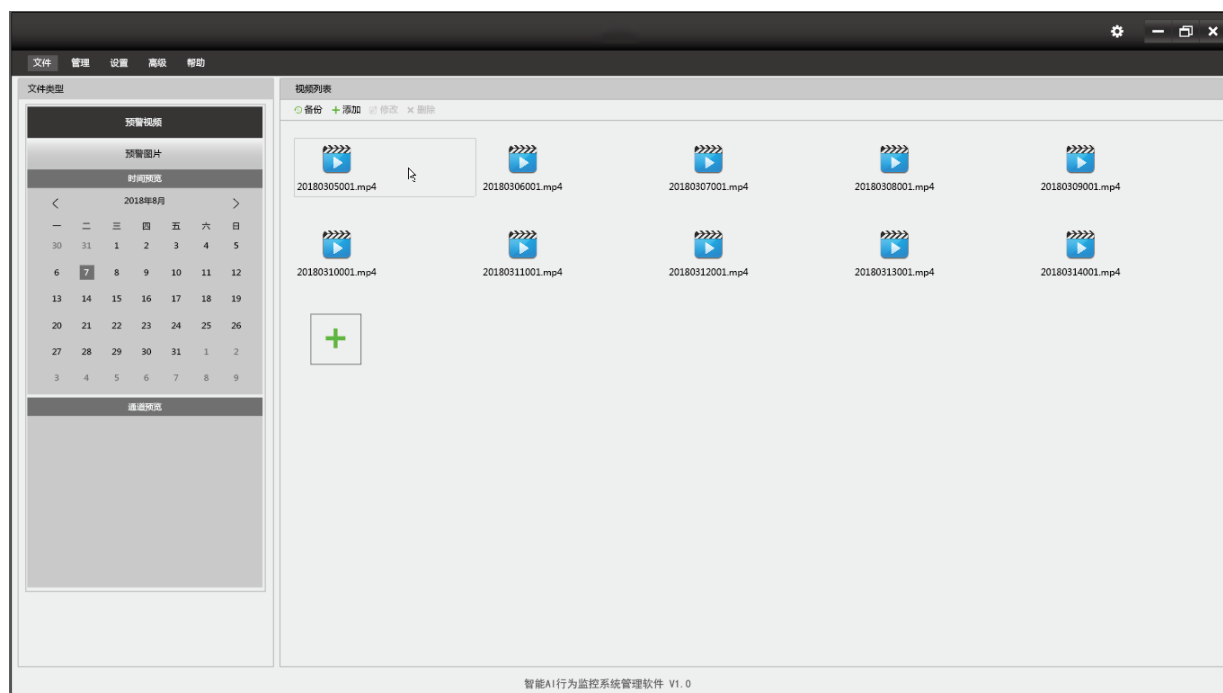 文件 管理 设置 高级 帮助
文件类型
预警视频
预警图片
时间预览
2018年8月
一 二 三 四 五 六 日
30 31 1 2 3 4 5
6 7 8 9 10 11 12
13 14 15 16 17 18 19
20 21 22 23 24 25 26
27 28 29 30 31 1 2
3 4 5 6 7 8 9
通道预览
视频列表
备份 添加 修改 删除
20180305001.mp4 20180306001.mp4 20180307001.mp4 20180308001.mp4 20180309001.mp4
20180310001.mp4 20180311001.mp4 20180312001.mp4 20180313001.mp4 20180314001.mp4
智能AI行为监控系统管理软件 V1.0